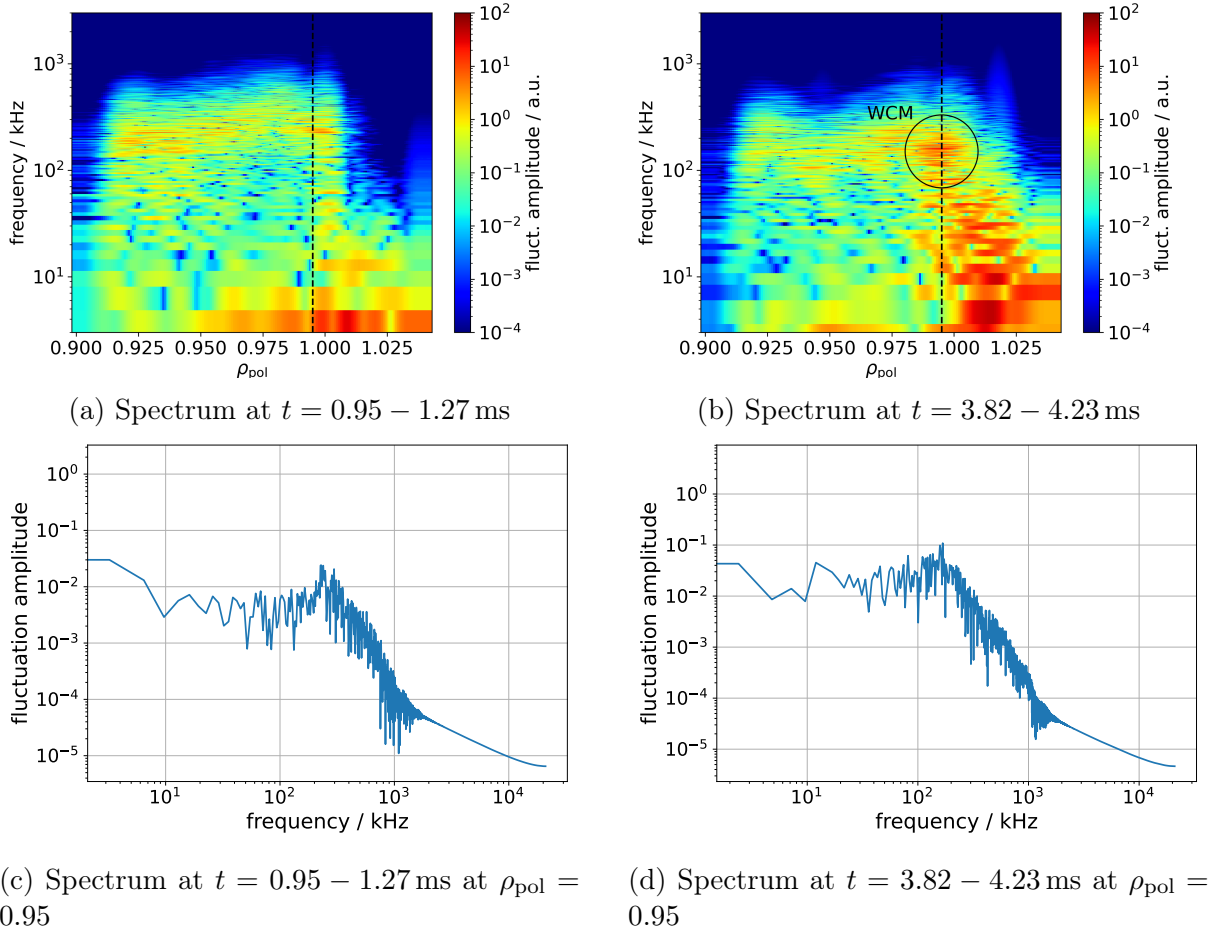 10³
10²
10¹
frequency / kHz
0.900 0.925 0.950 0.975 1.000 1.025
ρpol
10²
10¹
10⁰
10⁻¹
10⁻²
10⁻³
10⁻⁴
fluct. amplitude / a.u.
(a) Spectrum at t = 0.95 − 1.27 ms
WCM
10³
10²
10¹
frequency / kHz
0.900 0.925 0.950 0.975 1.000 1.025
ρpol
10²
10¹
10⁰
10⁻¹
10⁻²
10⁻³
10⁻⁴
fluct. amplitude / a.u.
(b) Spectrum at t = 3.82 − 4.23 ms
10⁰
10⁻¹
10⁻²
10⁻³
10⁻⁴
10⁻⁵
fluctuation amplitude
10¹ 10² 10³ 10⁴
frequency / kHz
(c) Spectrum at t = 0.95 − 1.27 ms at ρpol =
0.95
10⁰
10⁻¹
10⁻²
10⁻³
10⁻⁴
10⁻⁵
fluctuation amplitude
10¹ 10² 10³ 10⁴
frequency / kHz
(d) Spectrum at t = 3.82 − 4.23 ms at ρpol =
0.95